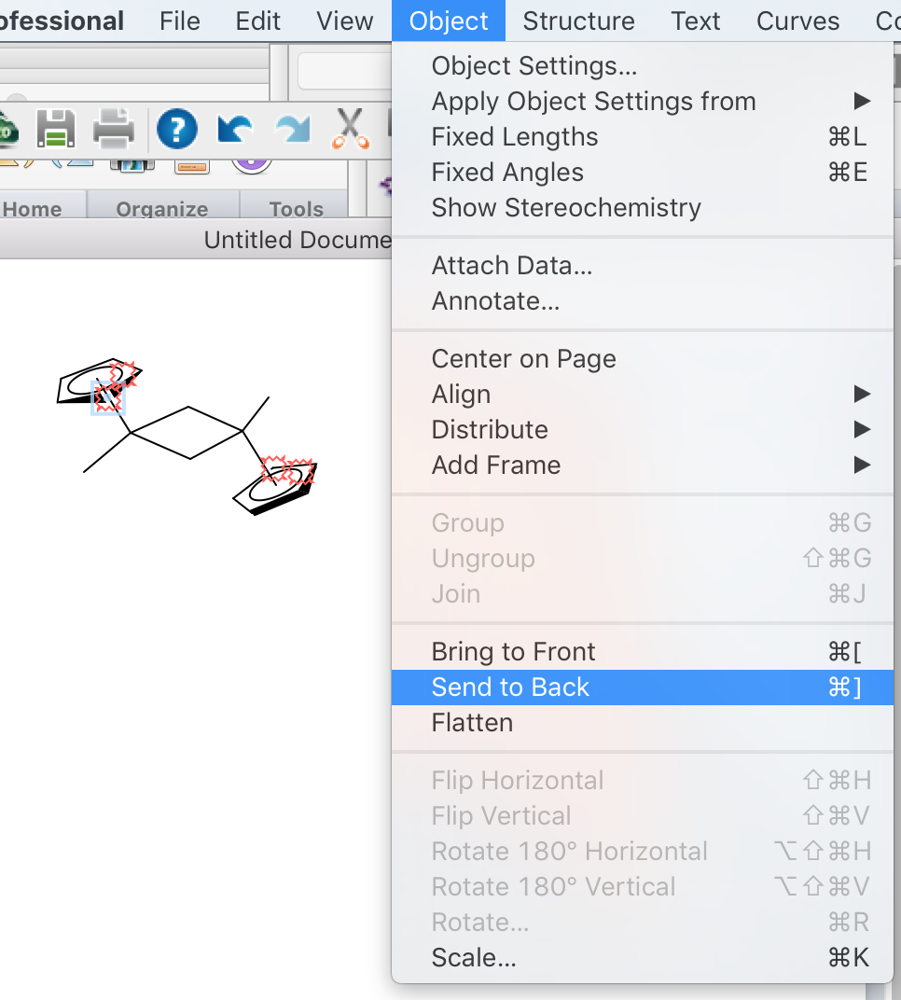 ofessional File Edit View Object Structure Text Curves Co
Object Settings...
Apply Object Settings from ▶
Fixed Lengths ⌘L
Fixed Angles ⌘E
Show Stereochemistry
Home Organize Tools
Untitled Docume
Attach Data...
Annotate...
Center on Page
Align ▶
Distribute ▶
Add Frame ▶
Group ⌘G
Ungroup ⇧⌘G
Join ⌘J
Bring to Front ⌘[
Send to Back ⌘]
Flatten
Flip Horizontal ⇧⌘H
Flip Vertical ⇧⌘V
Rotate 180° Horizontal ⌥⇧⌘H
Rotate 180° Vertical ⌥⇧⌘V
Rotate... ⌘R
Scale... ⌘K